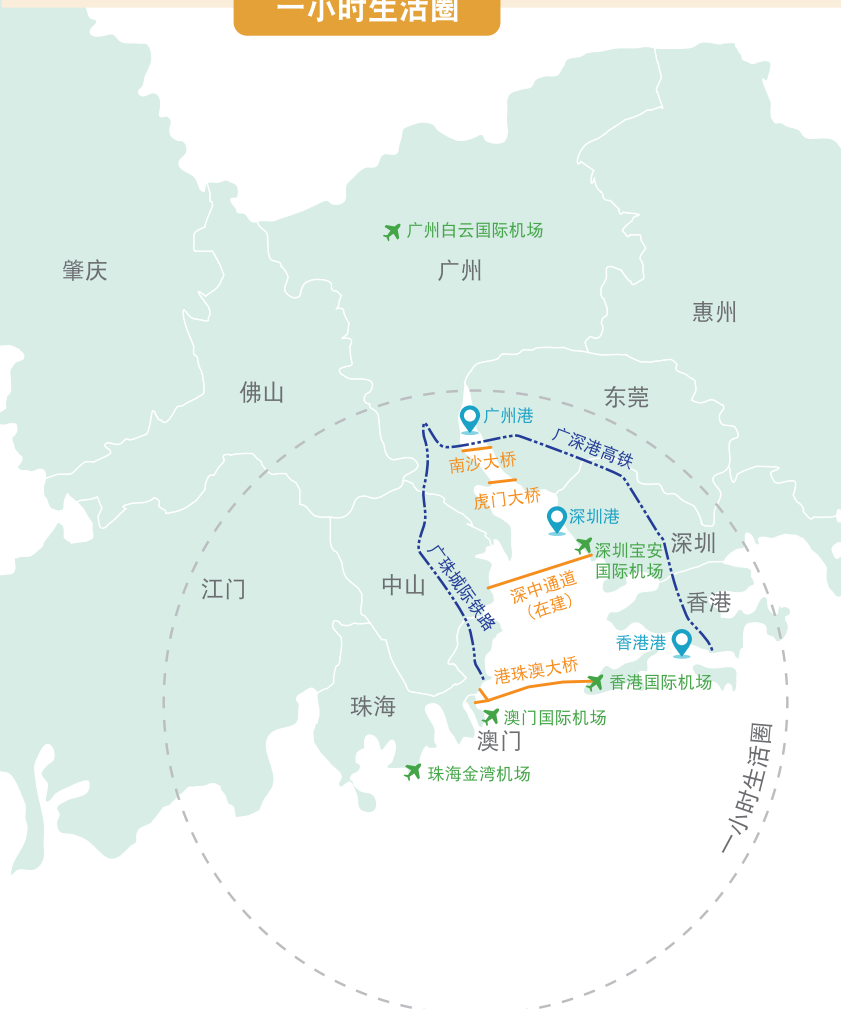 一小时生活圈
广州白云国际机场
肇庆
广州
惠州
佛山
东莞
广州港
广深港高铁
南沙大桥
虎门大桥
深圳港
深圳
深圳宝安
国际机场
广珠城际铁路
中山
江门
深中通道
（在建）
香港
香港港
港珠澳大桥
香港国际机场
珠海
澳门国际机场
澳门
珠海金湾机场
一小时生活圈